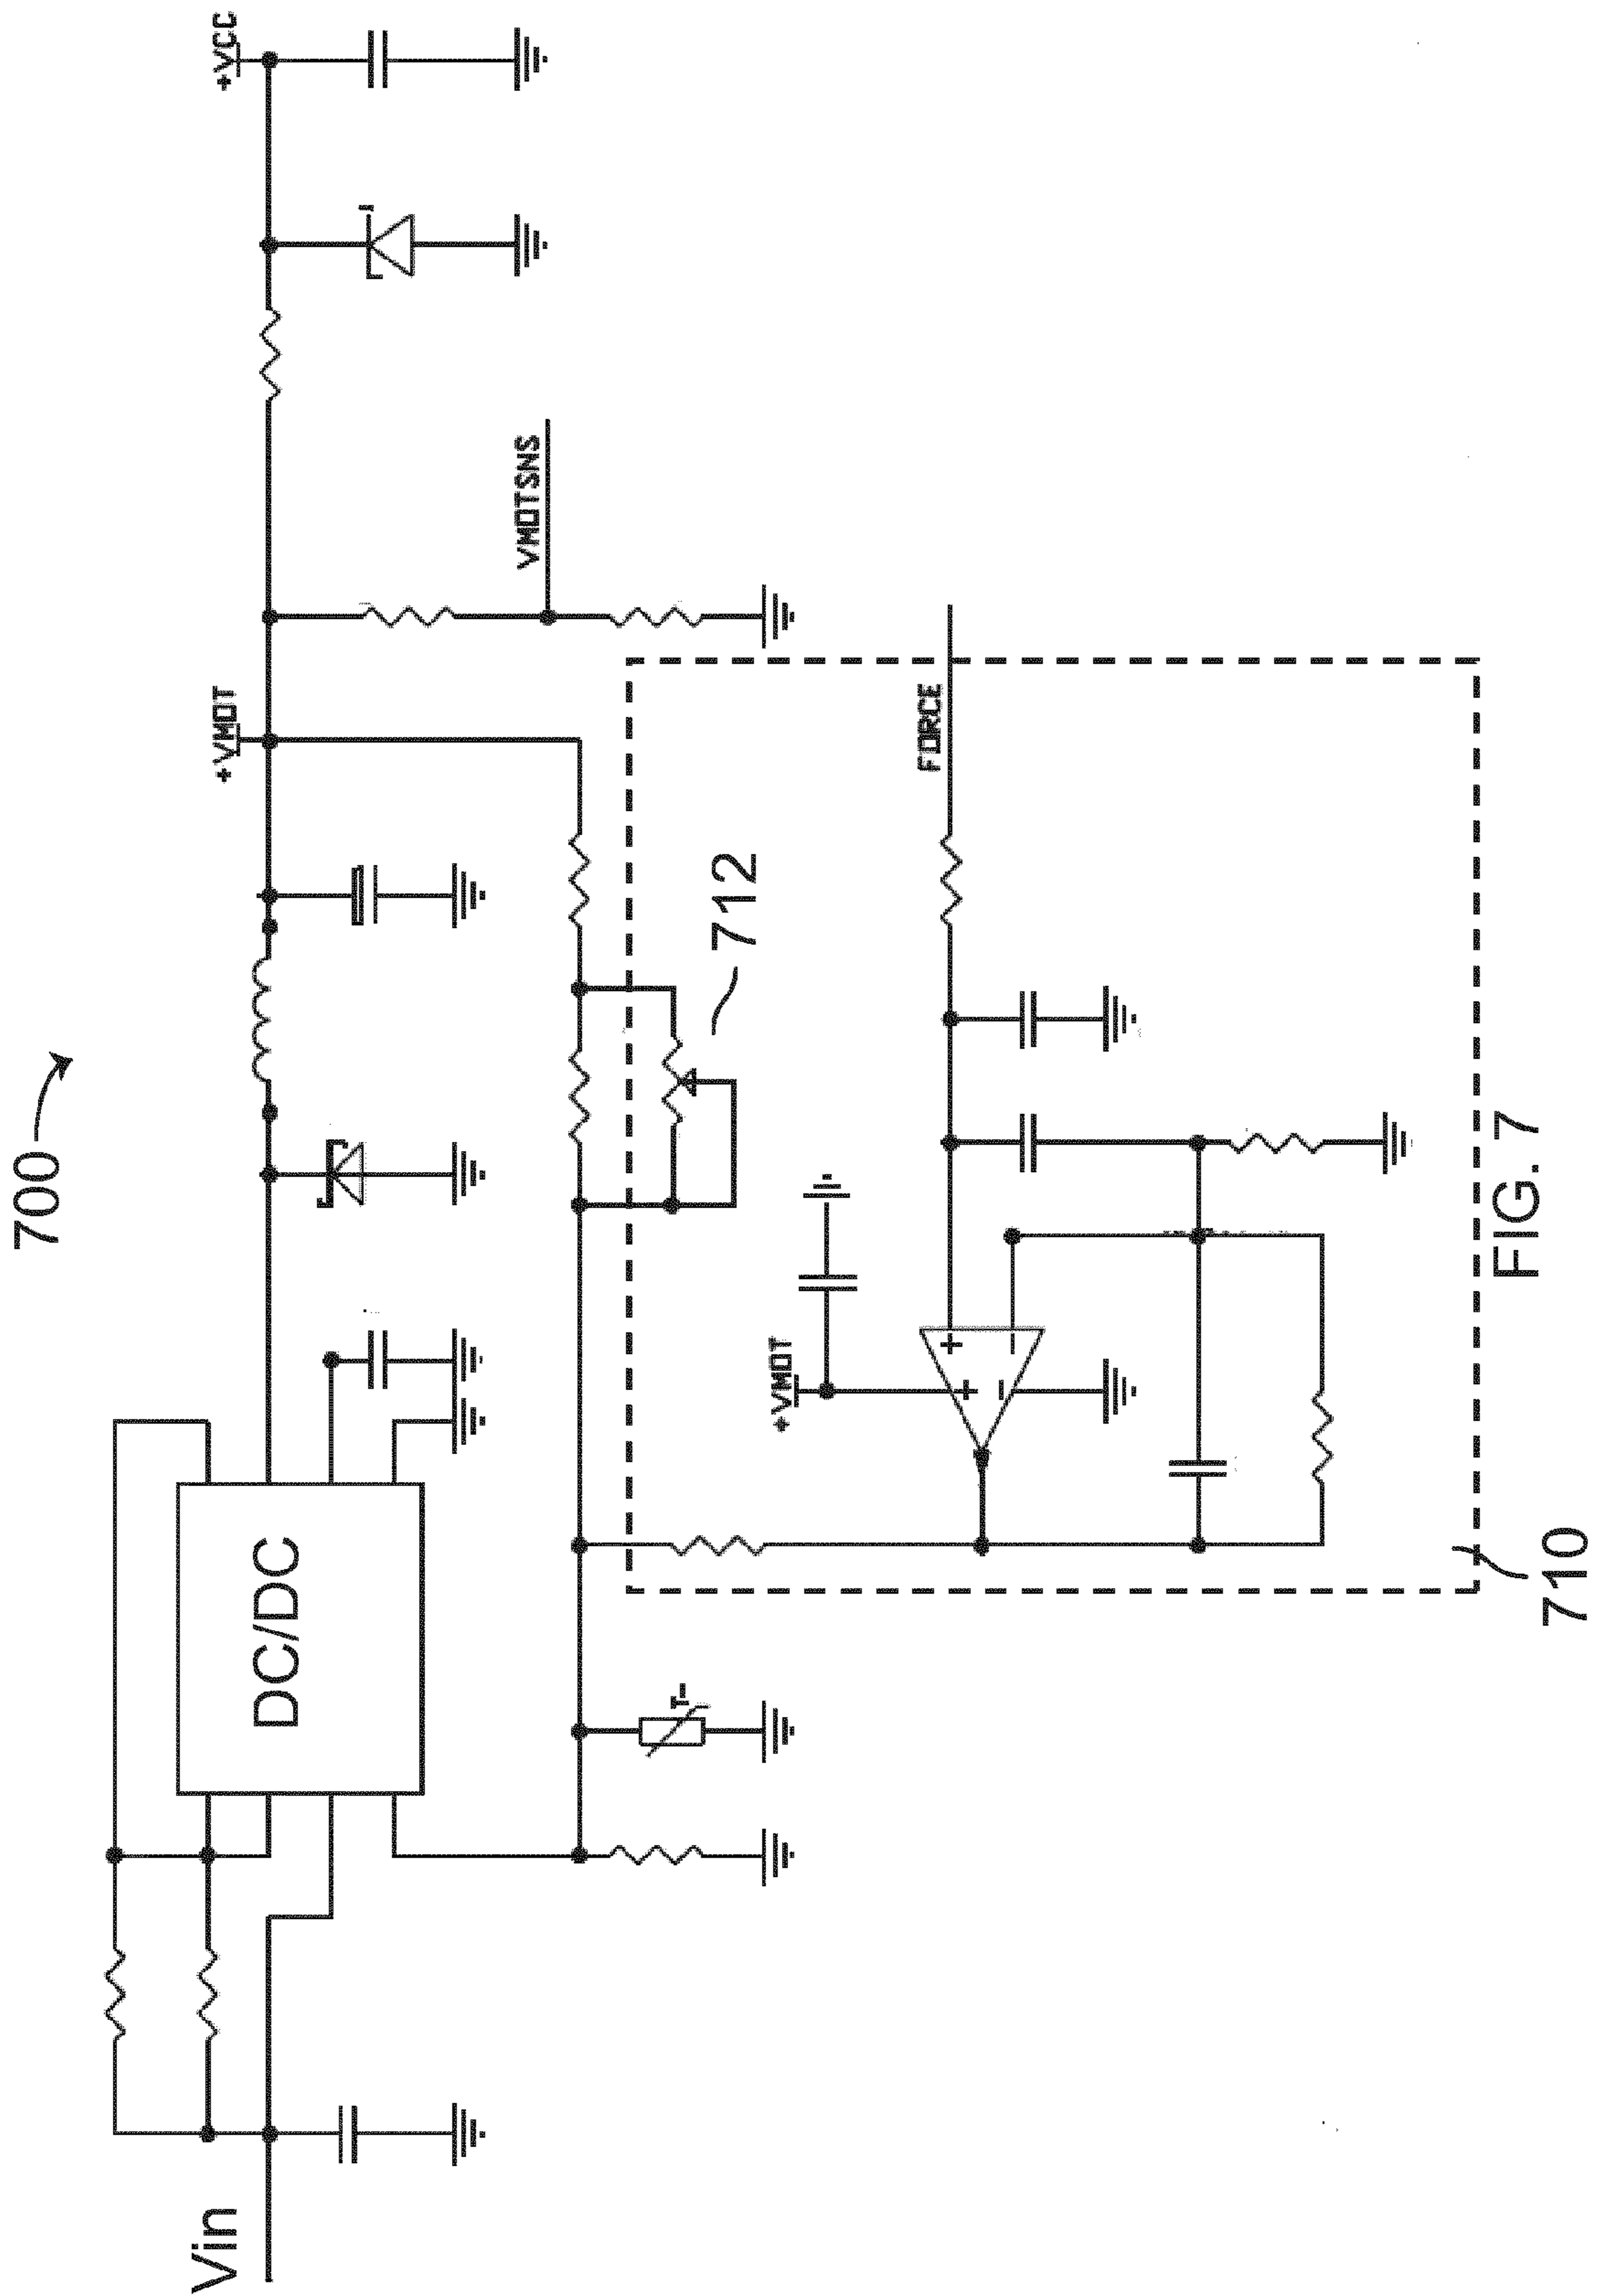 700
+VCC
+VMOT
VMOTSNS
Vin
DC/DC
t°
712
+VMOT
FORCE
710
FIG. 7